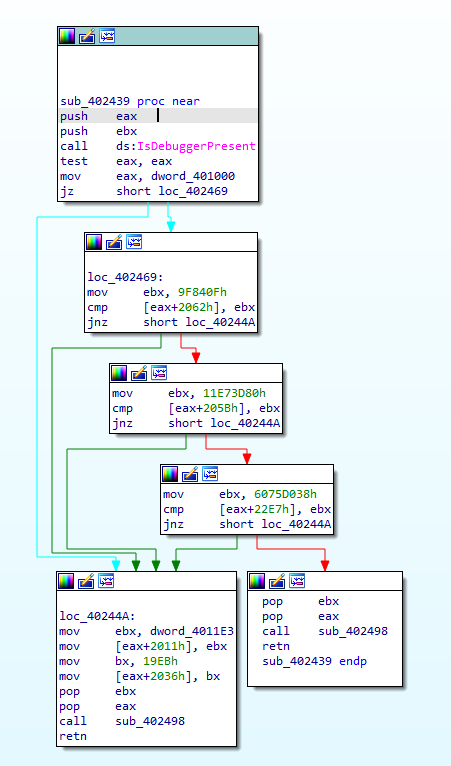 sub_402439 proc near
push eax
push ebx
call ds:IsDebuggerPresent
test eax, eax
mov eax, dword_401000
jz short loc_402469
loc_402469:
mov ebx, 9F840Fh
cmp [eax+2062h], ebx
jnz short loc_40244A
mov ebx, 11E73D80h
cmp [eax+205Bh], ebx
jnz short loc_40244A
mov ebx, 6075D038h
cmp [eax+22E7h], ebx
jnz short loc_40244A
loc_40244A:
mov ebx, dword_4011E3
mov [eax+2011h], ebx
mov bx, 19EBh
mov [eax+2036h], bx
pop ebx
pop eax
call sub_402498
retn
pop ebx
pop eax
call sub_402498
retn
sub_402439 endp